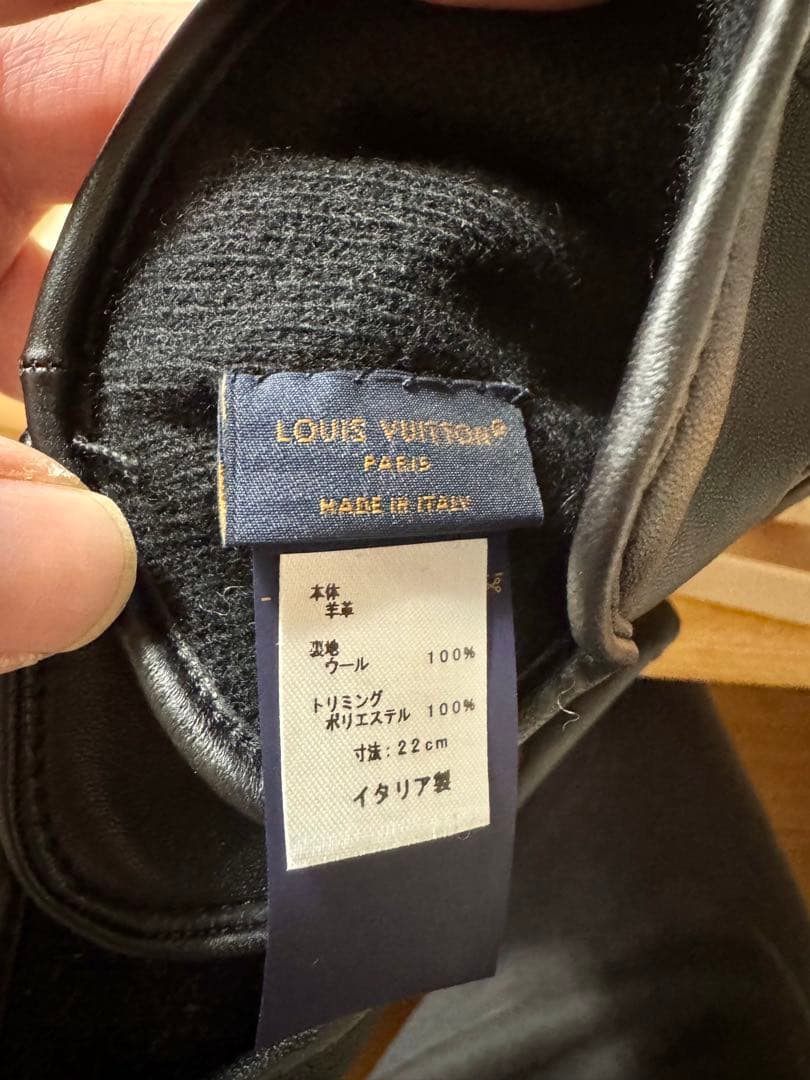 LOUIS VUITTON®
PARIS
MADE IN ITALY
本体
羊革
裏地
ウール 100%
トリミング
ポリエステル 100%
寸法:22cm
イタリア製